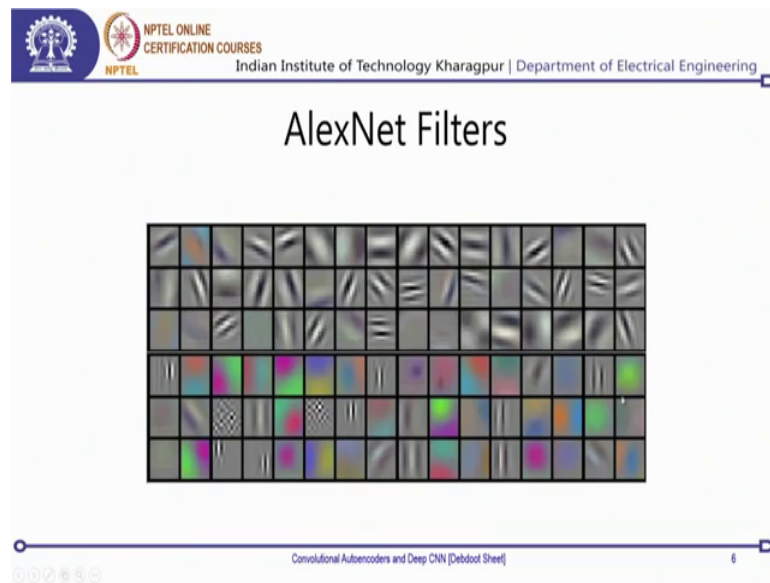 NPTEL ONLINE
CERTIFICATION COURSES
NPTEL
Indian Institute of Technology Kharagpur | Department of Electrical Engineering
AlexNet Filters
Convolutional Autoencoders and Deep CNN [Debdoot Sheet]
6